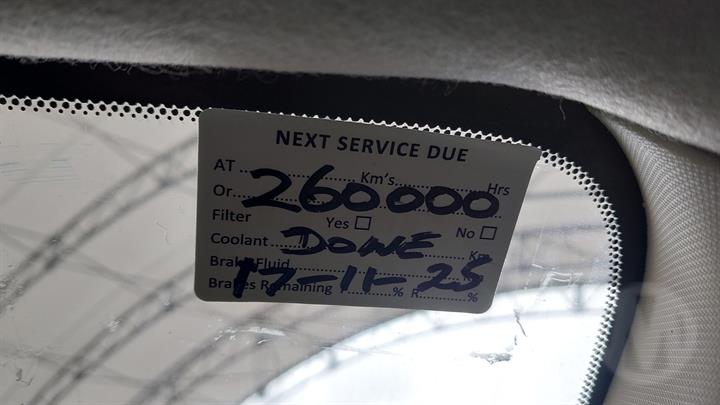 NEXT SERVICE DUE
AT Km's Hrs
Or 260000
Filter Yes No
Coolant DONE Km
Brake Fluid
17-11-25
Brakes Remaining F % R %